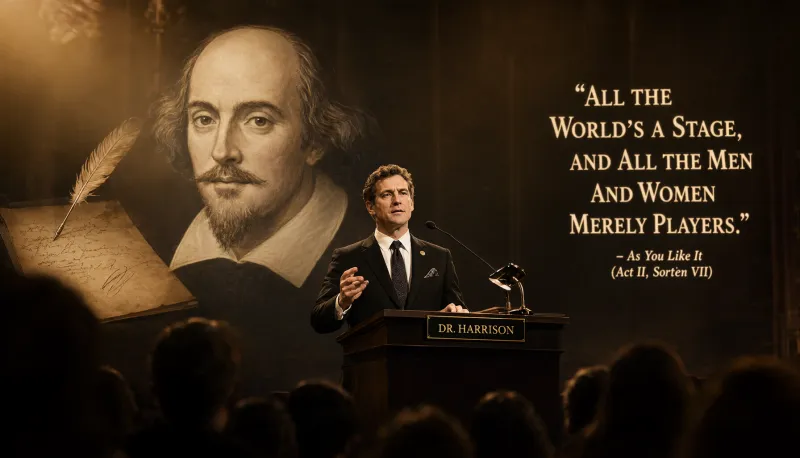 “ALL THE
WORLD’S A STAGE,
AND ALL THE MEN
AND WOMEN
MERELY PLAYERS.”
– As You Like It
(Act II, Sorten VII)
DR. HARRISON